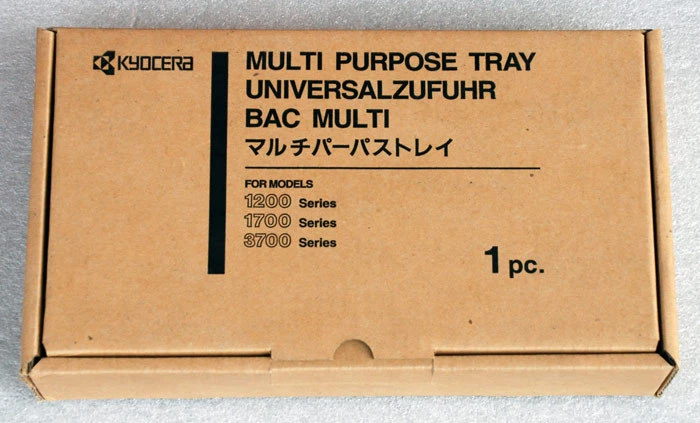 KYOCERA
MULTI PURPOSE TRAY
UNIVERSALZUFUHR
BAC MULTI
マルチパーパストレイ
FOR MODELS
1200 Series
1700 Series
3700 Series
1 pc.